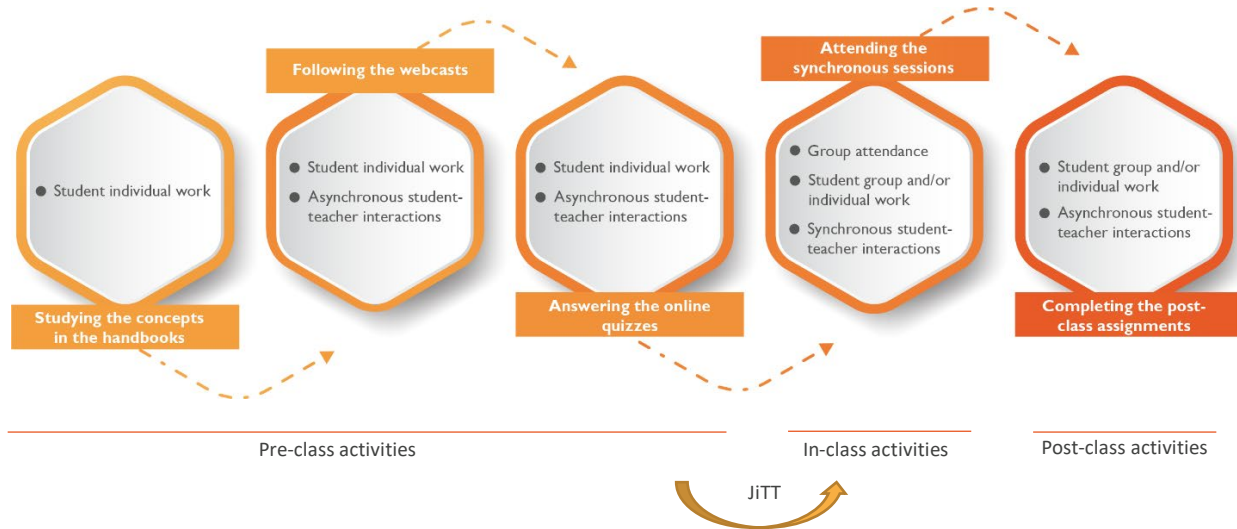 Studying the concepts
in the handbooks
Student individual work
Following the webcasts
Student individual work
Asynchronous student-
teacher interactions
Answering the online
quizzes
Student individual work
Asynchronous student-
teacher interactions
Attending the
synchronous sessions
Group attendance
Student group and/or
individual work
Synchronous student-
teacher interactions
Completing the post-
class assignments
Student group and/or
individual work
Asynchronous student-
teacher interactions
Pre-class activities
In-class activities
Post-class activities
JiTT